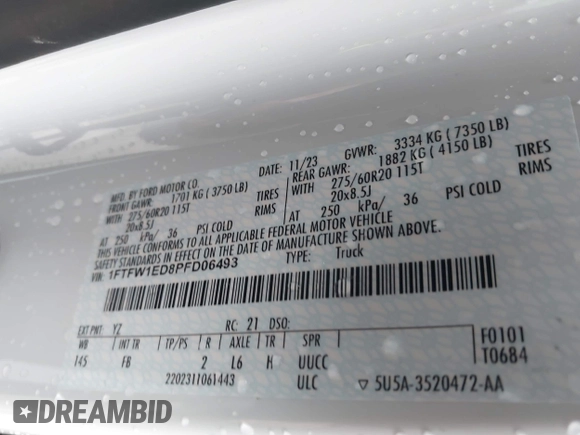 MFD. BY FORD MOTOR CO. DATE: 11/23 GVWR: 3334 KG ( 7350 LB)
FRONT GAWR: 1701 KG ( 3750 LB) REAR GAWR: 1882 KG ( 4150 LB)
WITH 275/60R20 115T TIRES WITH 275/60R20 115T TIRES
20x8.5J RIMS 20x8.5J RIMS
AT 250 kPa/ 36 PSI COLD AT 250 kPa/ 36 PSI COLD
THIS VEHICLE CONFORMS TO ALL APPLICABLE FEDERAL MOTOR VEHICLE
SAFETY STANDARDS IN EFFECT ON THE DATE OF MANUFACTURE SHOWN ABOVE.
VIN: 1FTFW1ED8PFD06493 TYPE: Truck
EXT PNT: YZ RC: 21 DSO:
WB INT TR TP/PS R AXLE TR SPR F0101
145 FB 2 L6 H UUCC T0684
2202311061443 ULC ▽ 5U5A-3520472-AA
DREAMBID